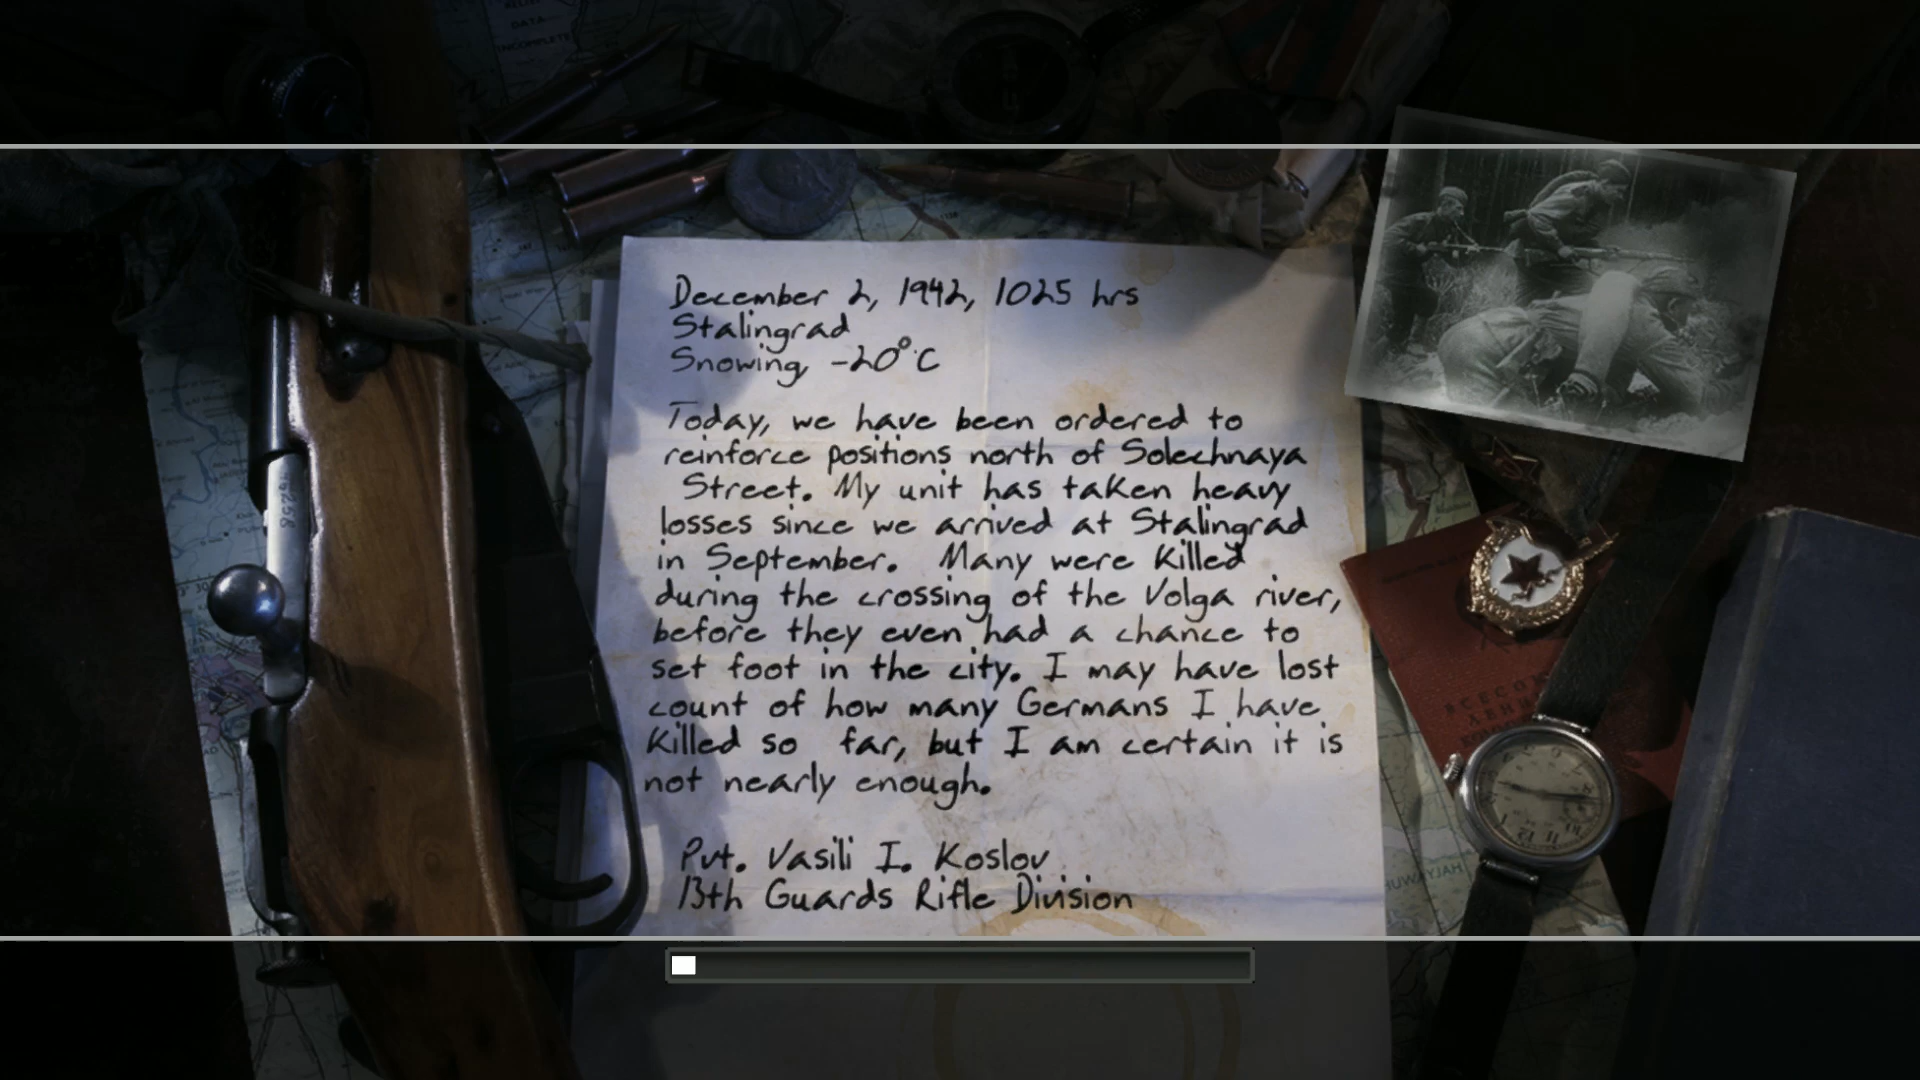 RELIEF
DATA
INCOMPLETE
December 2, 1942, 1025 hrs
Stalingrad
Snowing, -20°C
Today, we have been ordered to
reinforce positions north of Solechnaya
Street. My unit has taken heavy
losses since we arrived at Stalingrad
in September. Many were killed
during the crossing of the Volga river,
before they even had a chance to
set foot in the city. I may have lost
count of how many Germans I have
killed so far, but I am certain it is
not nearly enough.
Pvt. Vasili I. Koslov
13th Guards Rifle Division